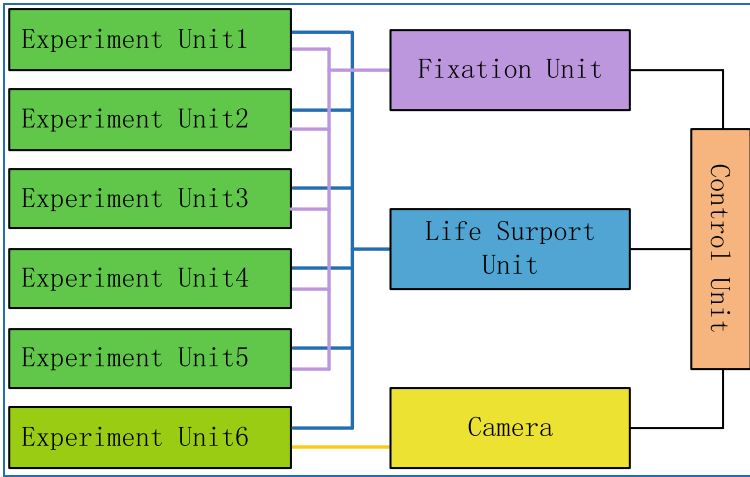 Experiment Unit1
Experiment Unit2
Experiment Unit3
Experiment Unit4
Experiment Unit5
Experiment Unit6
Fixation Unit
Life Surport
Unit
Camera
Control Unit